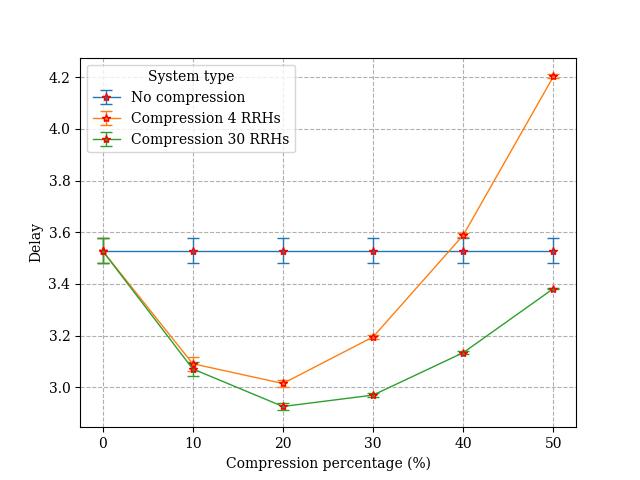 System type
No compression
Compression 4 RRHs
Compression 30 RRHs
4.2
4.0
3.8
3.6
3.4
3.2
3.0
Delay
0 10 20 30 40 50
Compression percentage (%)